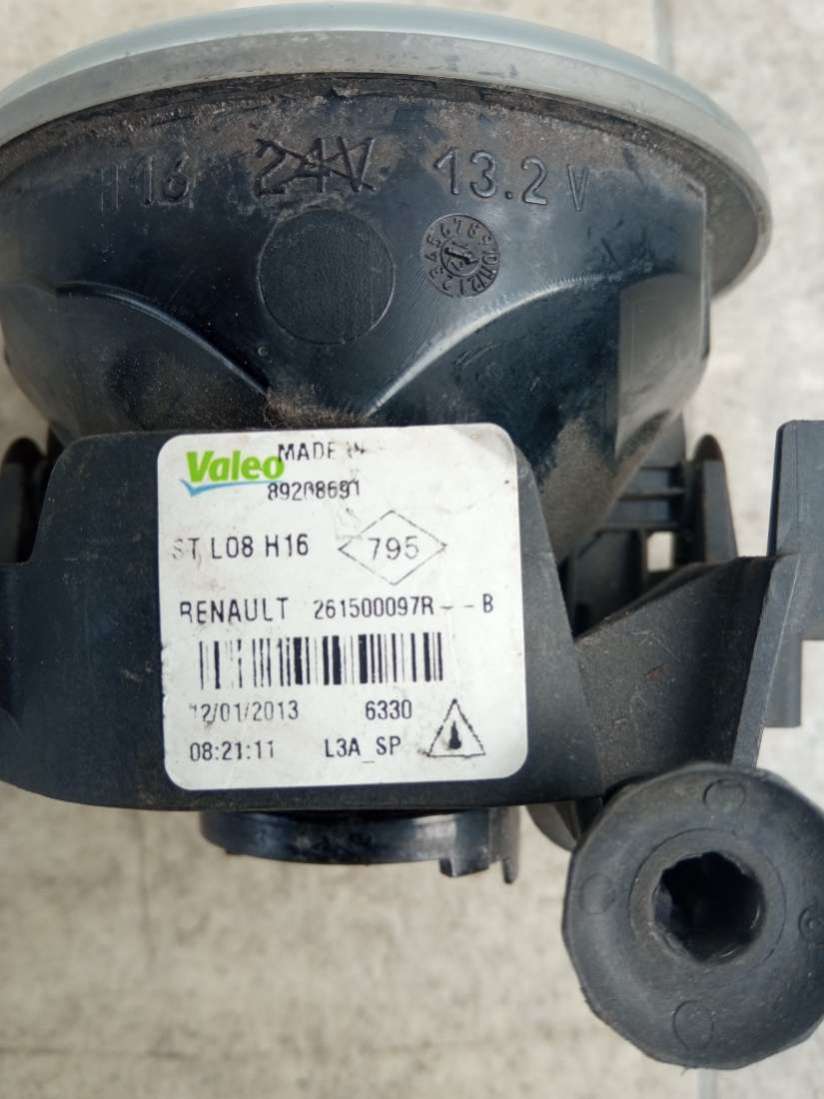 H16 24V 13.2 V
Valeo MADE IN
89208691
ST L08 H16 795
RENAULT 261500097R--B
12/01/2013 6330
08:21:11 L3A_SP